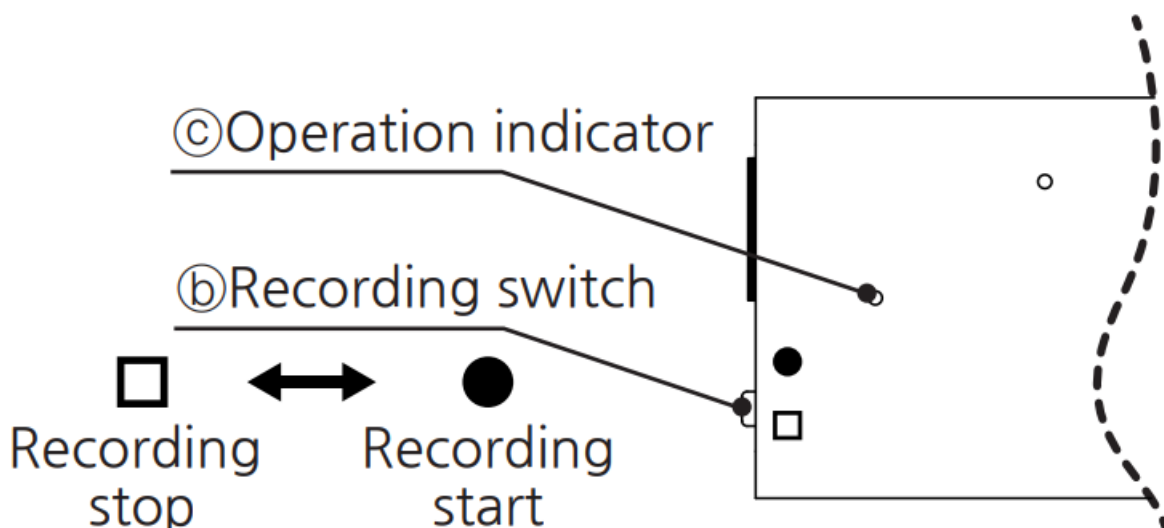 ⓒOperation indicator
ⓑRecording switch
Recording stop
Recording start